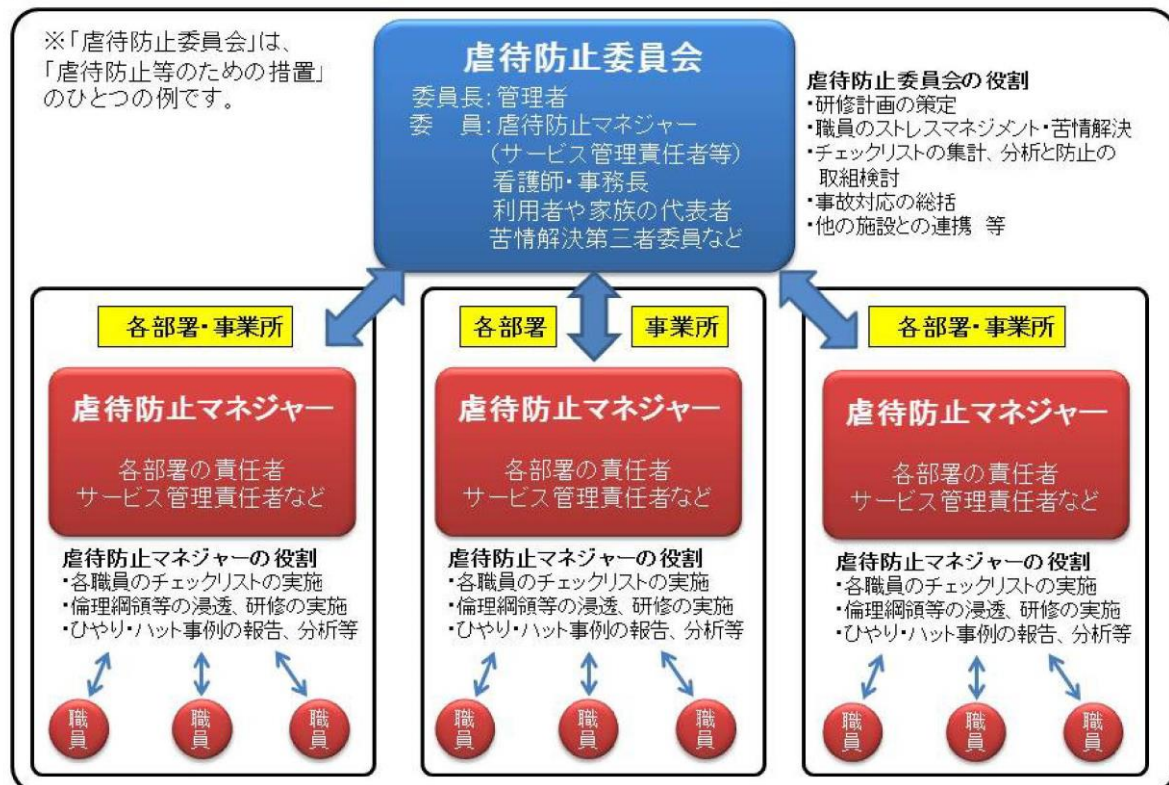 ※「虐待防止委員会」は、
「虐待防止等のための措置」
のひとつの例です。
虐待防止委員会
委員長：管理者
委　員：虐待防止マネジャー
（サービス管理責任者等）
看護師・事務長
利用者や家族の代表者
苦情解決第三者委員など
虐待防止委員会の役割
・研修計画の策定
・職員のストレスマネジメント・苦情解決
・チェックリストの集計、分析と防止の
取組検討
・事故対応の総括
・他の施設との連携 等
各部署・事業所
虐待防止マネジャー
各部署の責任者
サービス管理責任者など
虐待防止マネジャーの役割
・各職員のチェックリストの実施
・倫理綱領等の浸透、研修の実施
・ひやり・ハット事例の報告、分析等
職員
職員
職員
各部署
事業所
虐待防止マネジャー
各部署の責任者
サービス管理責任者など
虐待防止マネジャーの役割
・各職員のチェックリストの実施
・倫理綱領等の浸透、研修の実施
・ひやり・ハット事例の報告、分析等
職員
職員
職員
各部署・事業所
虐待防止マネジャー
各部署の責任者
サービス管理責任者など
虐待防止マネジャーの役割
・各職員のチェックリストの実施
・倫理綱領等の浸透、研修の実施
・ひやり・ハット事例の報告、分析等
職員
職員
職員